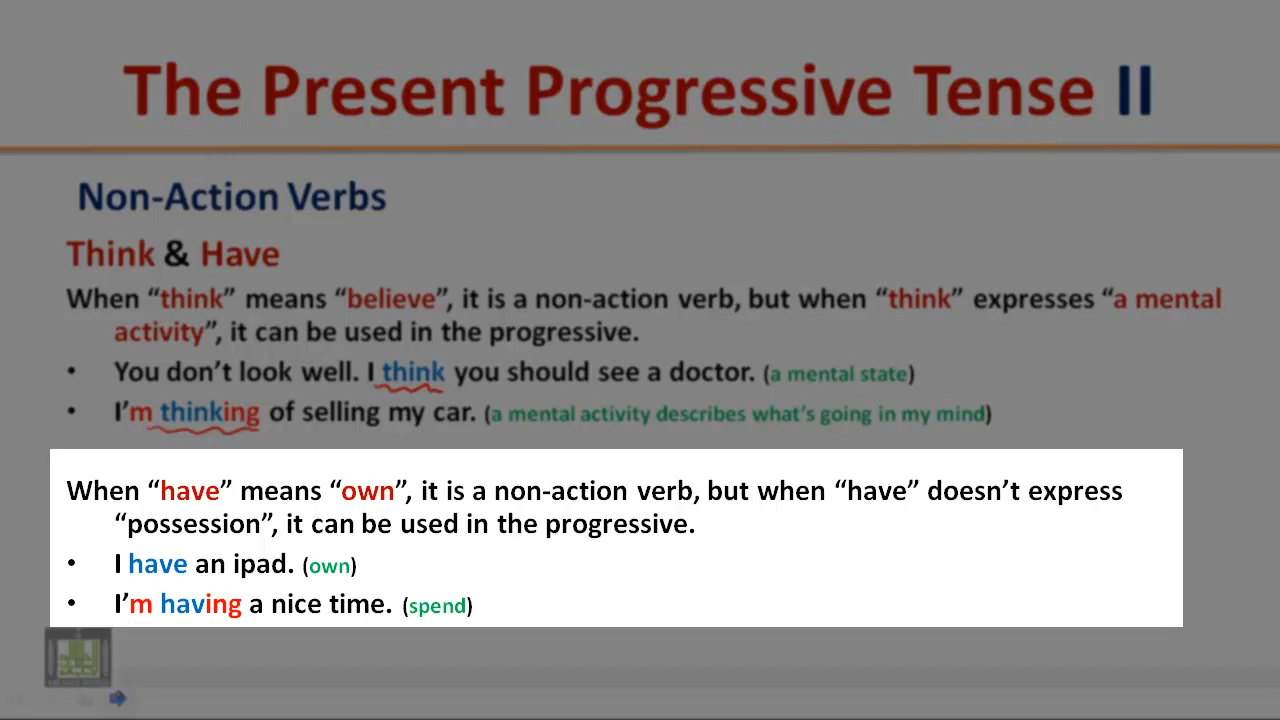 The Present Progressive Tense II
Non-Action Verbs
Think & Have
When “think” means “believe”, it is a non-action verb, but when “think” expresses “a mental
activity”, it can be used in the progressive.
• You don’t look well. I think you should see a doctor. (a mental state)
• I’m thinking of selling my car. (a mental activity describes what’s going in my mind)
When “have” means “own”, it is a non-action verb, but when “have” doesn’t express
“possession”, it can be used in the progressive.
• I have an ipad. (own)
• I’m having a nice time. (spend)